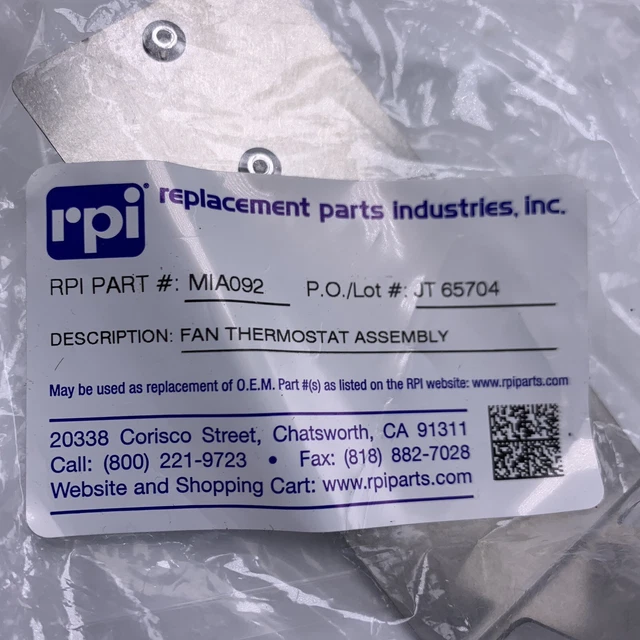 rpi® replacement parts industries, inc.
RPI PART #: MIA092 P.O./Lot #: JT 65704
DESCRIPTION: FAN THERMOSTAT ASSEMBLY
May be used as replacement of O.E.M. Part #(s) as listed on the RPI website: www.rpiparts.com
20338 Corisco Street, Chatsworth, CA 91311
Call: (800) 221-9723 • Fax: (818) 882-7028
Website and Shopping Cart: www.rpiparts.com